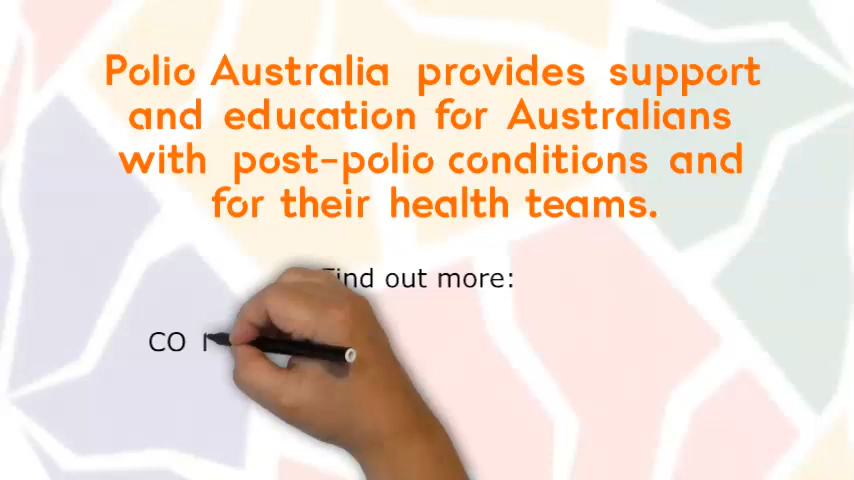 Polio Australia provides support
and education for Australians
with post-polio conditions and
for their health teams.
Find out more:
CO